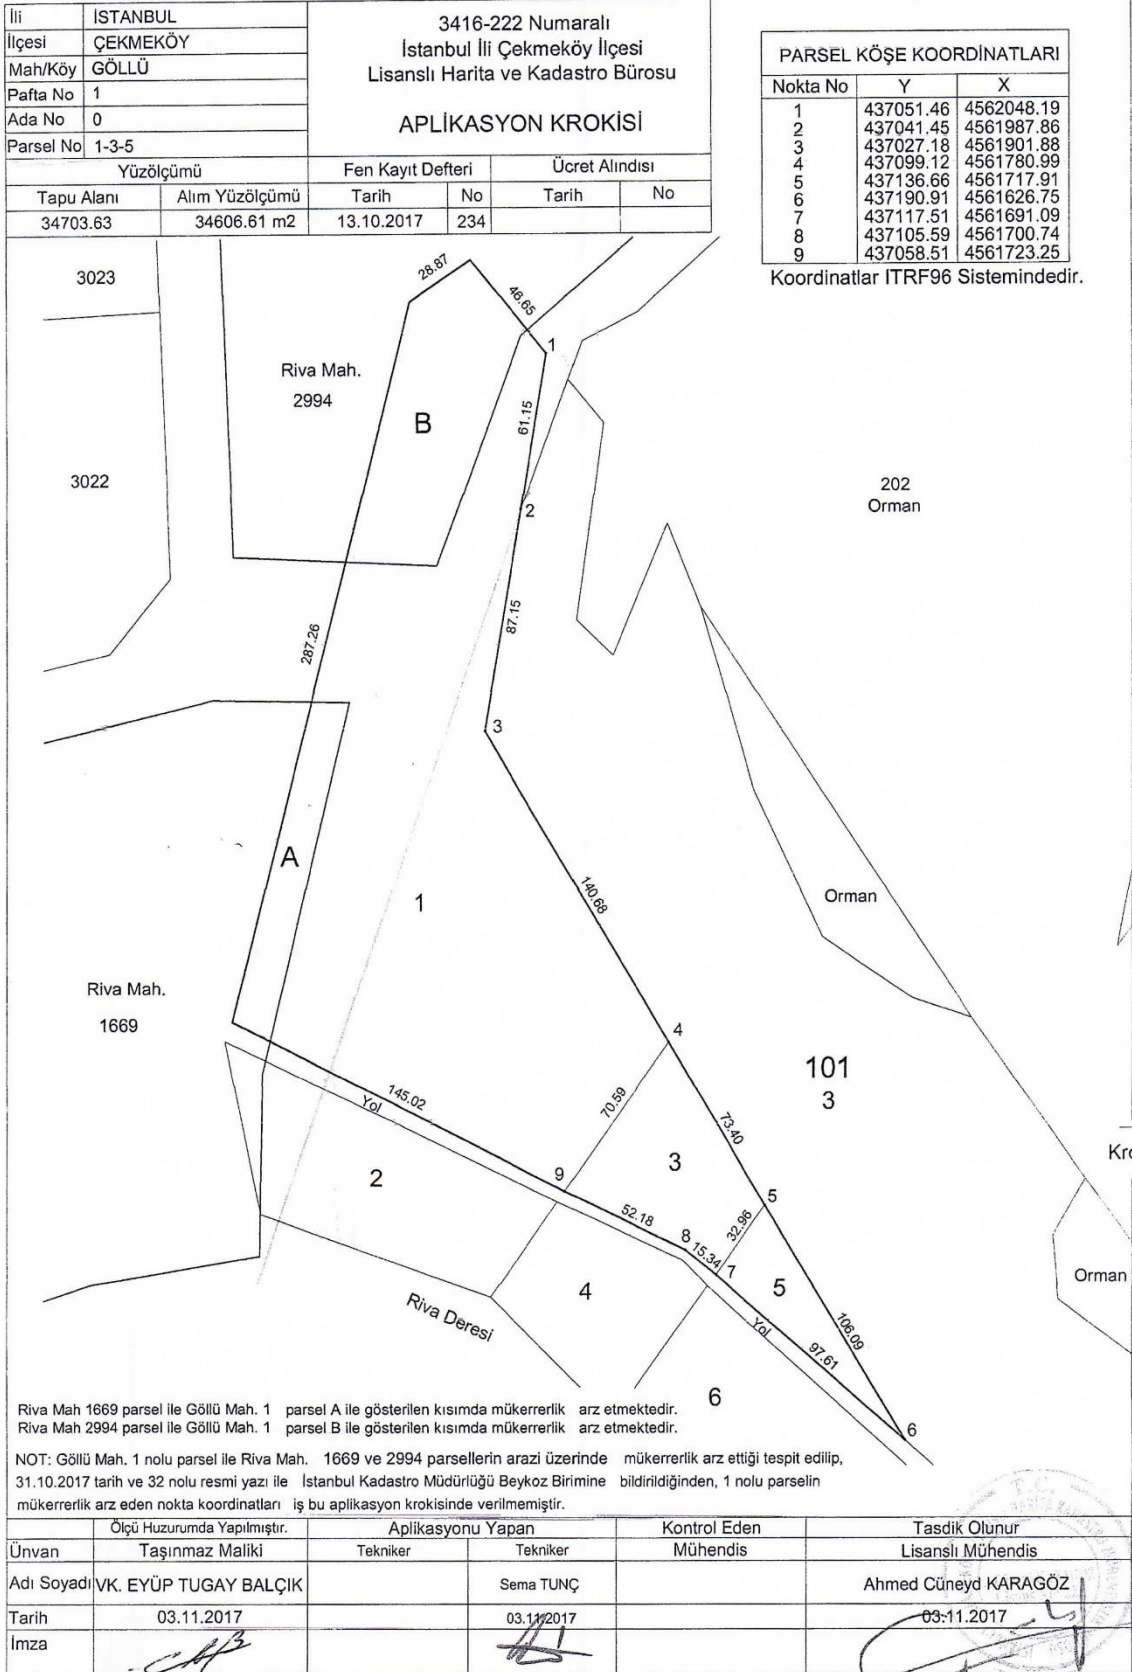 İli İSTANBUL
İlçesi ÇEKMEKÖY
Mah/Köy GÖLLÜ
Pafta No 1
Ada No 0
Parsel No 1-3-5
3416-222 Numaralı
İstanbul İli Çekmeköy İlçesi
Lisanslı Harita ve Kadastro Bürosu
APLİKASYON KROKİSİ
Yüzölçümü Fen Kayıt Defteri Ücret Alındısı
Tapu Alanı Alım Yüzölçümü Tarih No Tarih No
34703.63 34606.61 m2 13.10.2017 234
PARSEL KÖŞE KOORDİNATLARI
Nokta No Y X
1 437051.46 4562048.19
2 437041.45 4561987.86
3 437027.18 4561901.88
4 437099.12 4561780.99
5 437136.66 4561717.91
6 437190.91 4561626.75
7 437117.51 4561691.09
8 437105.59 4561700.74
9 437058.51 4561723.25
Koordinatlar ITRF96 Sistemindedir.
3023
28.87
46.65
1
Riva Mah.
2994
B
61.15
3022
202
Orman
2
87.15
287.26
3
A
140.68
1
Orman
Riva Mah.
1669
4
101
3
145.02
Yol
70.59
73.40
Kro
2
9
3
5
52.18
32.96
8
15.34
7
Orman
4
5
Riva Deresi
Yol
106.09
97.61
6
6
Riva Mah 1669 parsel ile Göllü Mah. 1 parsel A ile gösterilen kısımda mükerrerlik arz etmektedir.
Riva Mah 2994 parsel ile Göllü Mah. 1 parsel B ile gösterilen kısımda mükerrerlik arz etmektedir.
NOT: Göllü Mah. 1 nolu parsel ile Riva Mah. 1669 ve 2994 parsellerin arazi üzerinde mükerrerlik arz ettiği tespit edilip,
31.10.2017 tarih ve 32 nolu resmi yazı ile İstanbul Kadastro Müdürlüğü Beykoz Birimine bildirildiğinden, 1 nolu parselin
mükerrerlik arz eden nokta koordinatları iş bu aplikasyon krokisinde verilmemiştir.
Ölçü Huzurumda Yapılmıştır. Aplikasyonu Yapan Kontrol Eden Tasdik Olunur
Ünvan Taşınmaz Maliki Tekniker Tekniker Mühendis Lisanslı Mühendis
Adı Soyadı VK. EYÜP TUGAY BALÇIK Sema TUNÇ Ahmed Cüneyd KARAGÖZ
Tarih 03.11.2017 03.11.2017 03.11.2017
İmza
T.C.